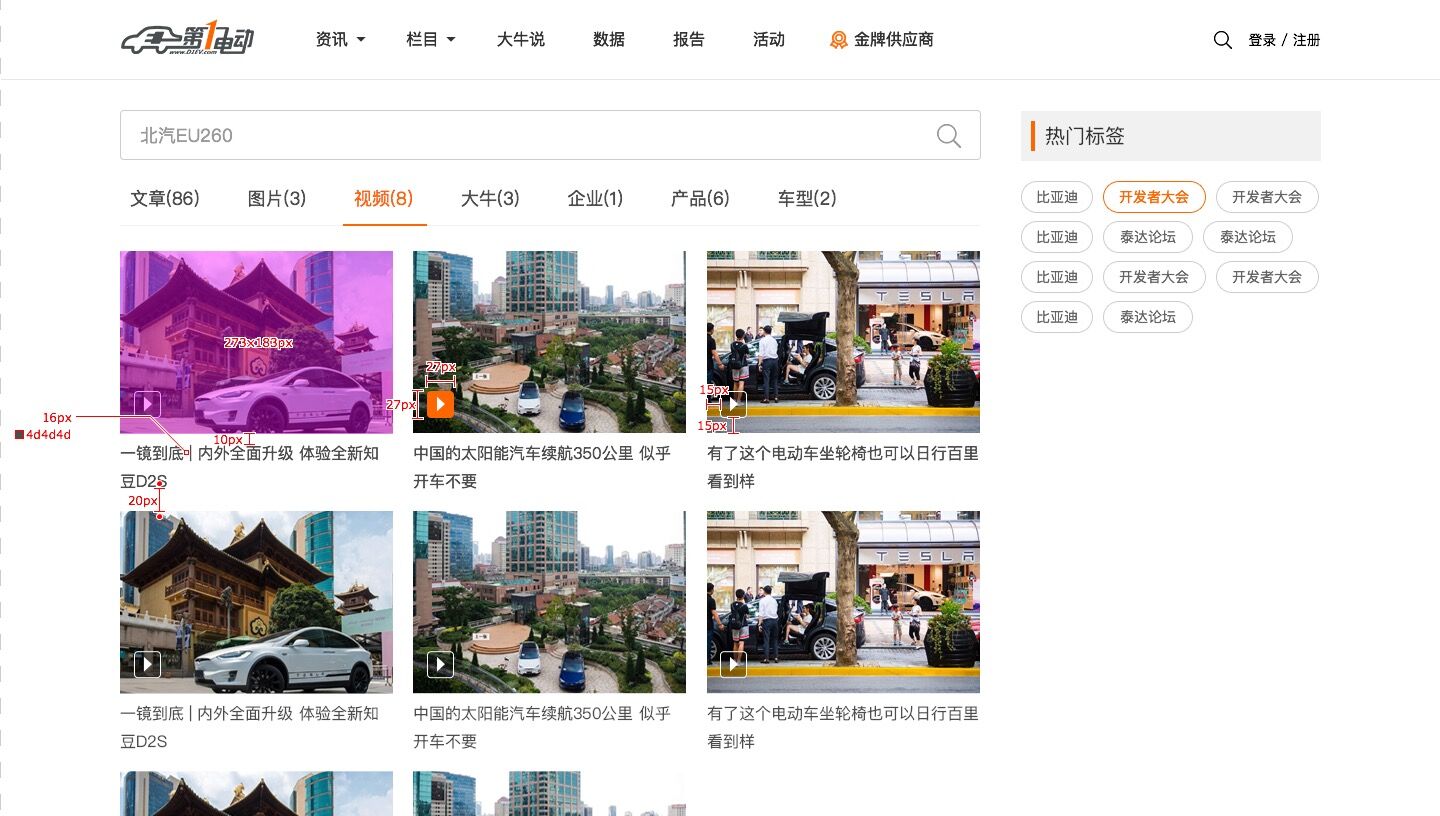 第1电动
www.D1EV.com
资讯 栏目 大牛说 数据 报告 活动 金牌供应商 登录 / 注册
北汽EU260
热门标签
文章(86) 图片(3) 视频(8) 大牛(3) 企业(1) 产品(6) 车型(2)
比亚迪 开发者大会 开发者大会
比亚迪 泰达论坛 泰达论坛
比亚迪 开发者大会 开发者大会
比亚迪 泰达论坛
TESLA
273x183px
27px
27px
15px
15px
16px
4d4d4d
10px
一镜到底 | 内外全面升级 体验全新知
豆D2S
中国的太阳能汽车续航350公里 似乎
开车不要
有了这个电动车坐轮椅也可以日行百里
看到样
20px
TESLA
一镜到底 | 内外全面升级 体验全新知
豆D2S
中国的太阳能汽车续航350公里 似乎
开车不要
有了这个电动车坐轮椅也可以日行百里
看到样